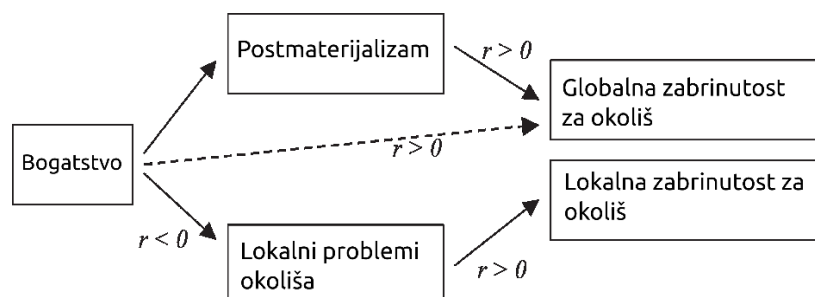 Postmaterijalizam
r > 0
Globalna zabrinutost
za okoliš
Bogatstvo
r > 0
Lokalna zabrinutost za
okoliš
r < 0
Lokalni problemi
okoliša
r > 0